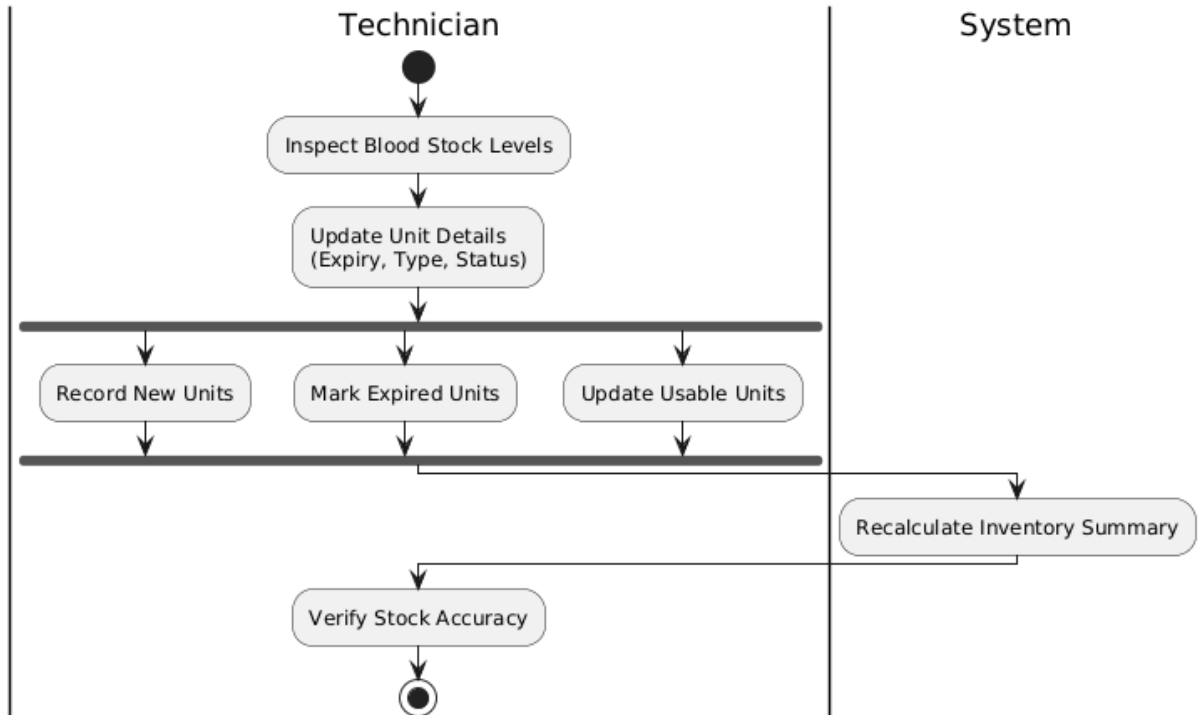 Technician
System
Inspect Blood Stock Levels
Update Unit Details
(Expiry, Type, Status)
Record New Units
Mark Expired Units
Update Usable Units
Recalculate Inventory Summary
Verify Stock Accuracy